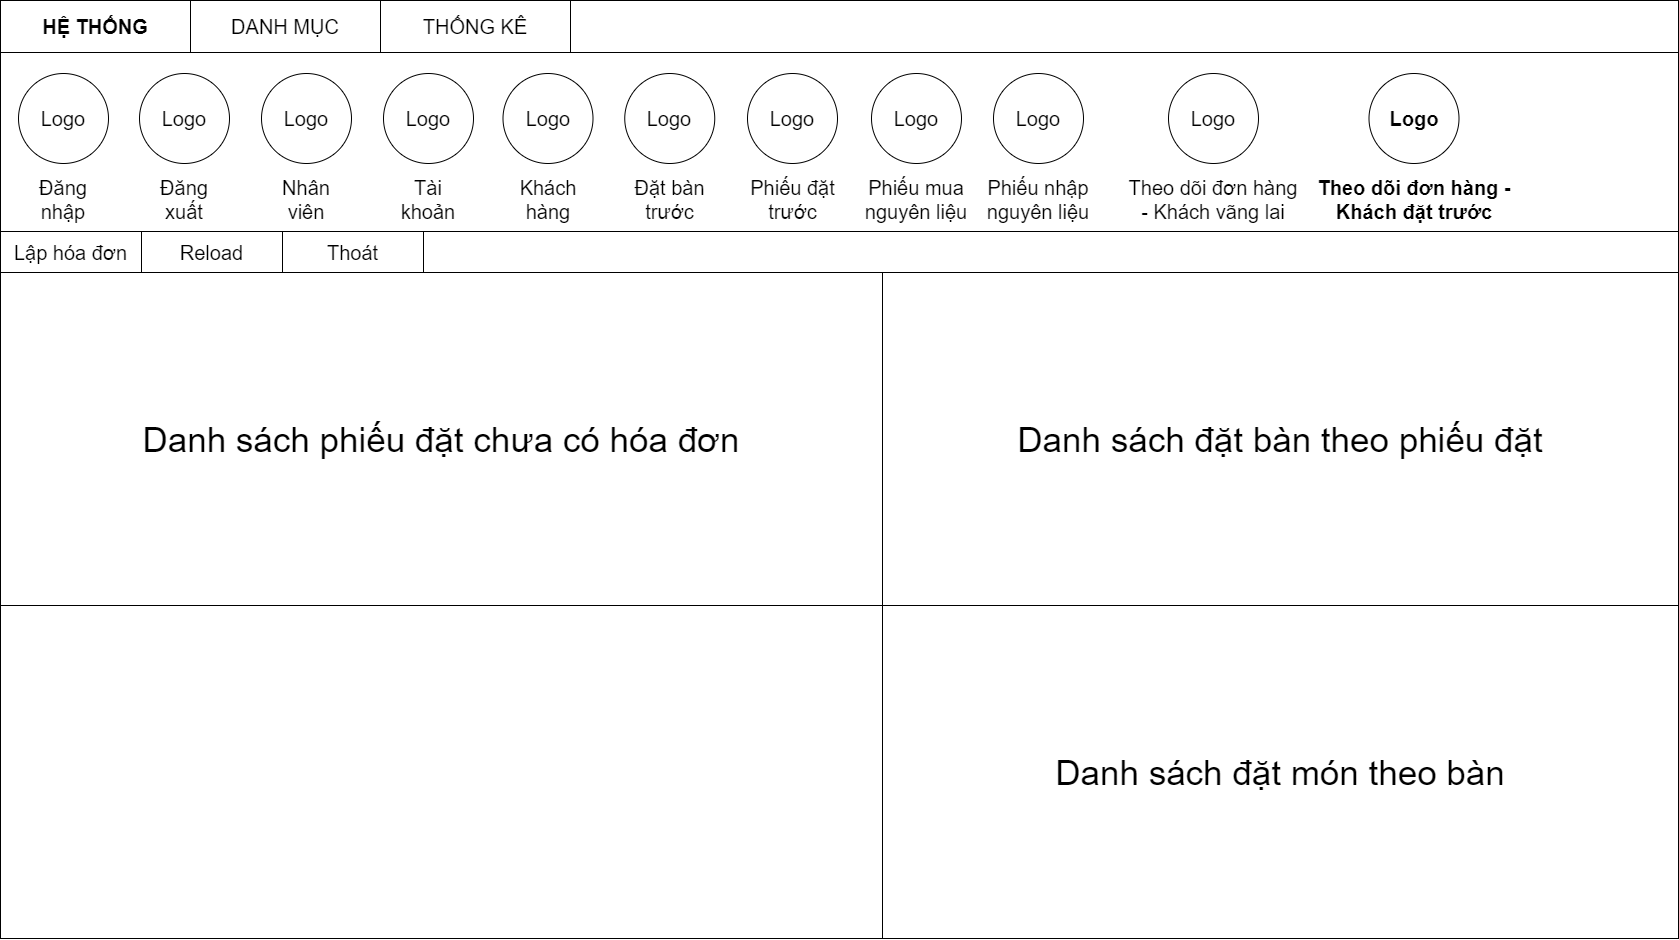 HỆ THỐNG
DANH MỤC
THỐNG KÊ
Logo
Logo
Logo
Logo
Logo
Logo
Logo
Logo
Logo
Logo
Logo
Đăng
nhập
Đăng
xuất
Nhân
viên
Tài
khoản
Khách
hàng
Đặt bàn
trước
Phiếu đặt
trước
Phiếu mua
nguyên liệu
Phiếu nhập
nguyên liệu
Theo dõi đơn hàng
- Khách vãng lai
Theo dõi đơn hàng -
Khách đặt trước
Lập hóa đơn
Reload
Thoát
Danh sách phiếu đặt chưa có hóa đơn
Danh sách đặt bàn theo phiếu đặt
Danh sách đặt món theo bàn